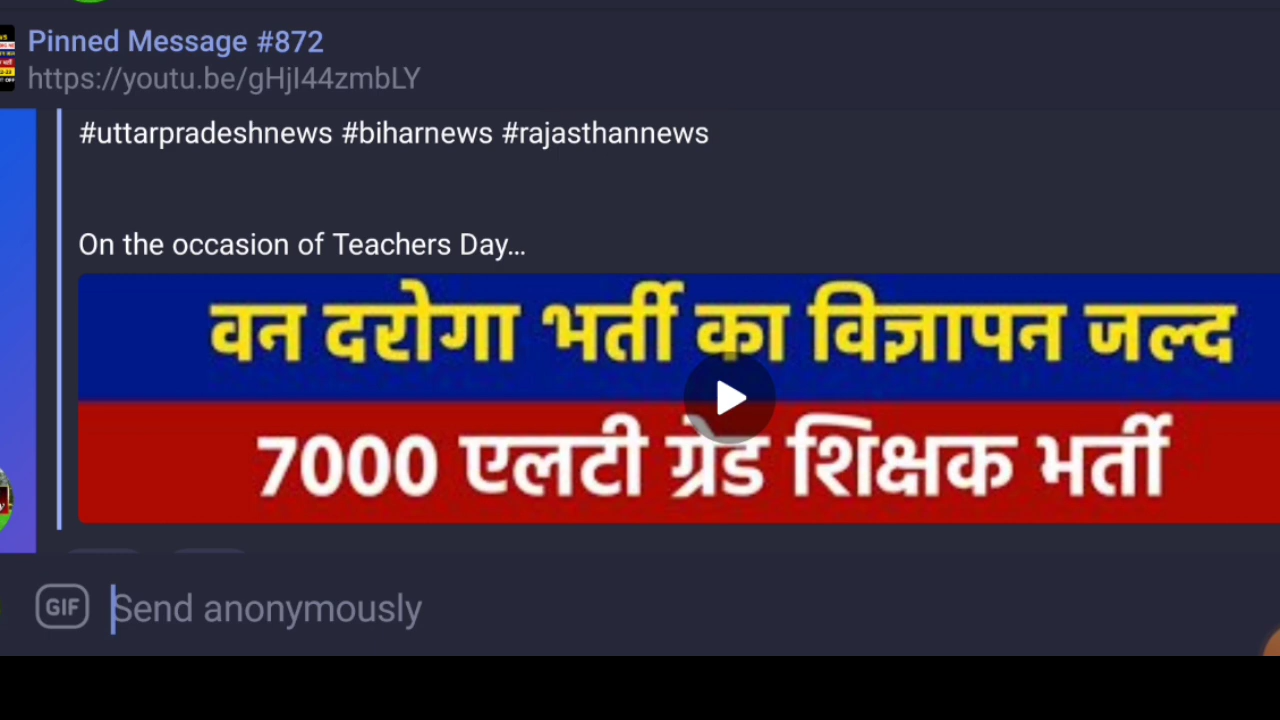 Pinned Message #872
https://youtu.be/gHjI44zmbLY
#uttarpradeshnews #biharnews #rajasthannews
On the occasion of Teachers Day...
वन दरोगा भर्ती का विज्ञापन जल्द
7000 एलटी ग्रेड शिक्षक भर्ती
GIF
Send anonymously